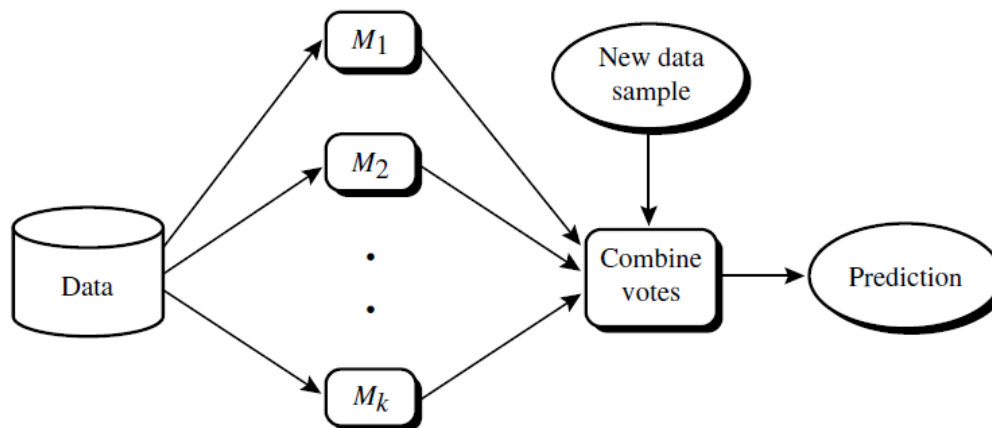 M1
New data
sample
M2
Data
Combine
votes
Prediction
Mk